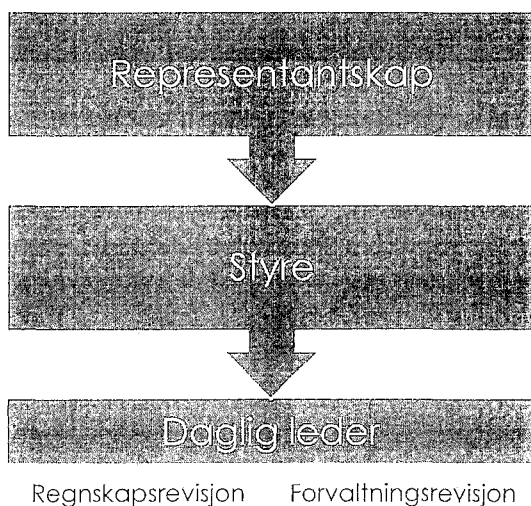 Representantskap
Styre
Daglig leder
Regnskapsrevisjon Forvaltningsrevisjon